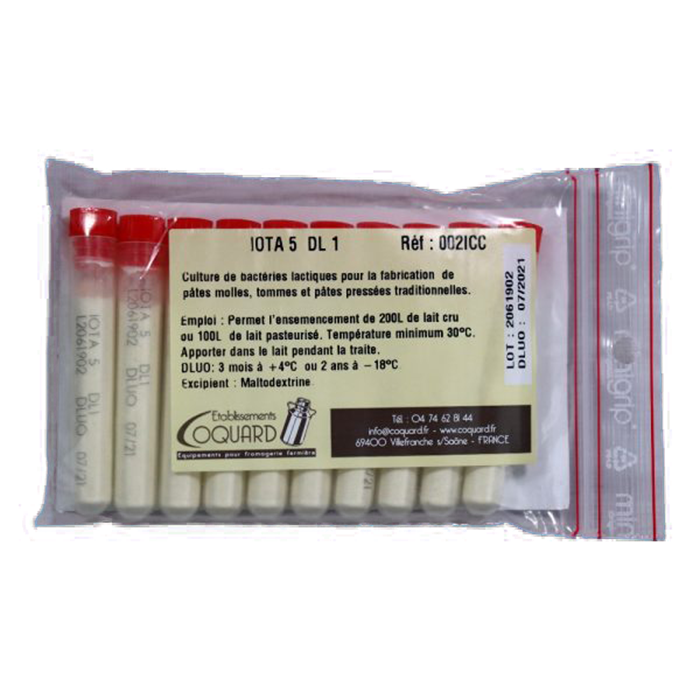 IOTA 5 DL 1 Réf : 002ICC
Culture de bactéries lactiques pour la fabrication de
pâtes molles, tommes et pâtes pressées traditionnelles.
Emploi : Permet l'ensemencement de 200L de lait cru
ou 100L de lait pasteurisé. Température minimum 30ºC.
Apporter dans le lait pendant la traite.
DLUO: 3 mois à +4ºC ou 2 ans à -18ºC
Excipient : Maltodextrine
Etablissements
COQUARD
Equipements pour fromagerie fermière
Tél : 04 74 62 81 44
info@coquard.fr - www.coquard.fr
69400 Villefranche s/Saône - FRANCE
LOT : 2061902
DLUO : 07/2021
IOTA 5 DL1
L2061902 DLUO 07/21
IOTA 5 DL1
L2061902 DLUO 07/21